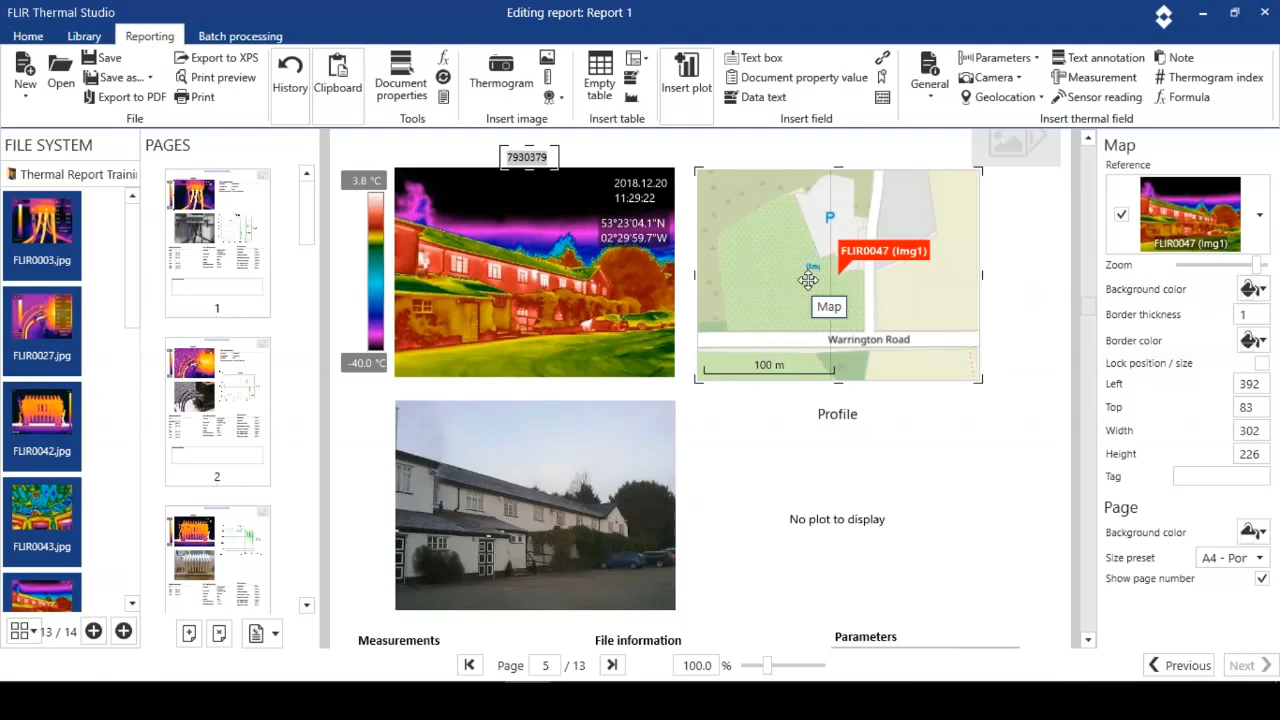 FLIR Thermal Studio
Editing report: Report 1
Home
Library
Reporting
Batch processing
New
Open
Save
Save as...
Export to PDF
Export to XPS
Print preview
Print
File
History
Clipboard
Document properties
Tools
Thermogram
Insert image
Empty table
Insert table
Insert plot
Text box
Document property value
Data text
Insert field
General
Parameters
Camera
Geolocation
Text annotation
Measurement
Sensor reading
Note
Thermogram index
Formula
Insert thermal field
FILE SYSTEM
Thermal Report Traini
FLIR0003.jpg
FLIR0027.jpg
FLIR0042.jpg
FLIR0043.jpg
13 / 14
PAGES
1
2
7930379
3.8 °C
-40.0 °C
2018.12.20
11:29:22
53°23'04.1"N
02°29'59.7"W
P
FLIR0047 (Img1)
Map
Warrington Road
100 m
Profile
No plot to display
Measurements
File information
Parameters
Page 5 / 13
100.0 %
Map
Reference
FLIR0047 (Img1)
Zoom
Background color
Border thickness 1
Border color
Lock position / size
Left 392
Top 83
Width 302
Height 226
Tag
Page
Background color
Size preset A4 - Por
Show page number
Previous
Next